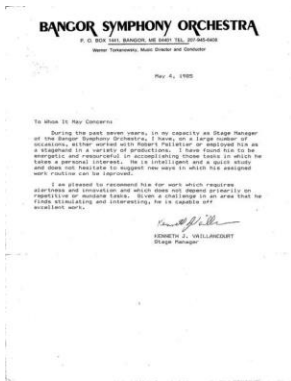 BANGOR SYMPHONY ORCHESTRA
P. O. BOX 1441, BANGOR, ME 04401 TEL. 207-945-6408
Werner Torkanowsky, Music Director and Conductor
May 4, 1985
To Whom It May Concern:
During the past seven years, in my capacity as Stage Manager
of the Bangor Symphony Orchestra, I have, on a large number of
occasions, either worked with Robert Pelletier or employed him as
a stagehand in a variety of productions. I have found him to be
energetic and resourceful in accomplishing those tasks in which he
takes a personal interest. He is intelligent and a quick study
and does not hesitate to suggest new ways in which his assigned
work routine can be improved.
I am pleased to recommend him for work which requires
alertness and innovation and which does not depend primarily on
repetitive or mundane tasks. Given a challenge in an area that he
finds stimulating and interesting, he is capable off
excellent work.
KENNETH J. VAILLANCOURT
Stage Manager